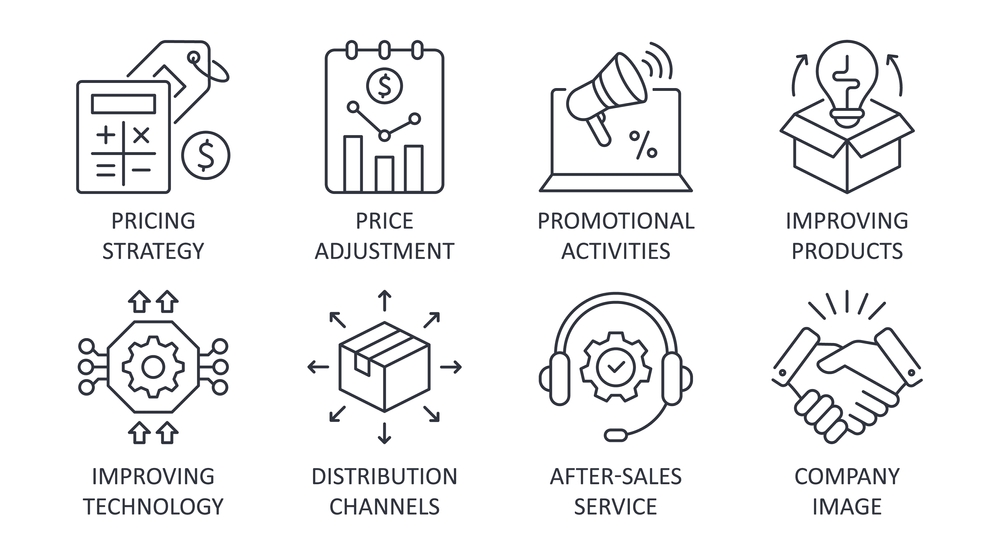 $
$
%
PRICING
STRATEGY
PRICE
ADJUSTMENT
PROMOTIONAL
ACTIVITIES
IMPROVING
PRODUCTS
IMPROVING
TECHNOLOGY
DISTRIBUTION
CHANNELS
AFTER-SALES
SERVICE
COMPANY
IMAGE